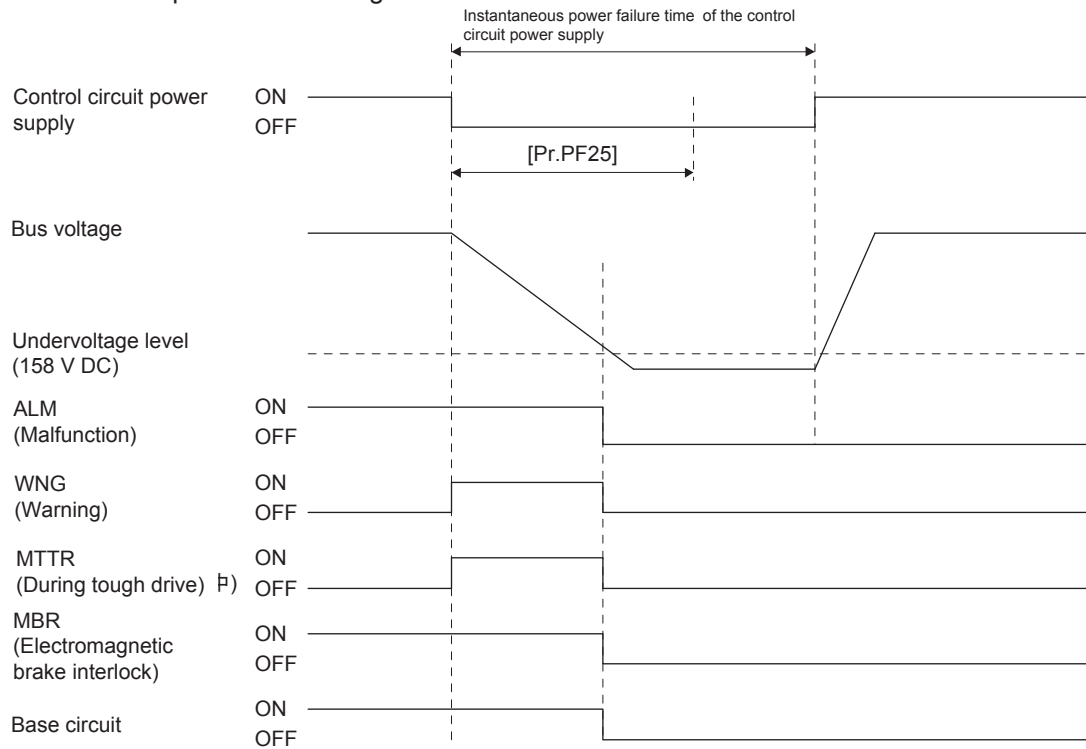 Instantaneous power failure time of the control
circuit power supply
Control circuit power
supply
ON
OFF
[Pr.PF25]
Bus voltage
Undervoltage level
(158 V DC)
ALM
(Malfunction)
ON
OFF
WNG
(Warning)
ON
OFF
MTTR
(During tough drive)
ON
OFF
MBR
(Electromagnetic
brake interlock)
ON
OFF
Base circuit
ON
OFF